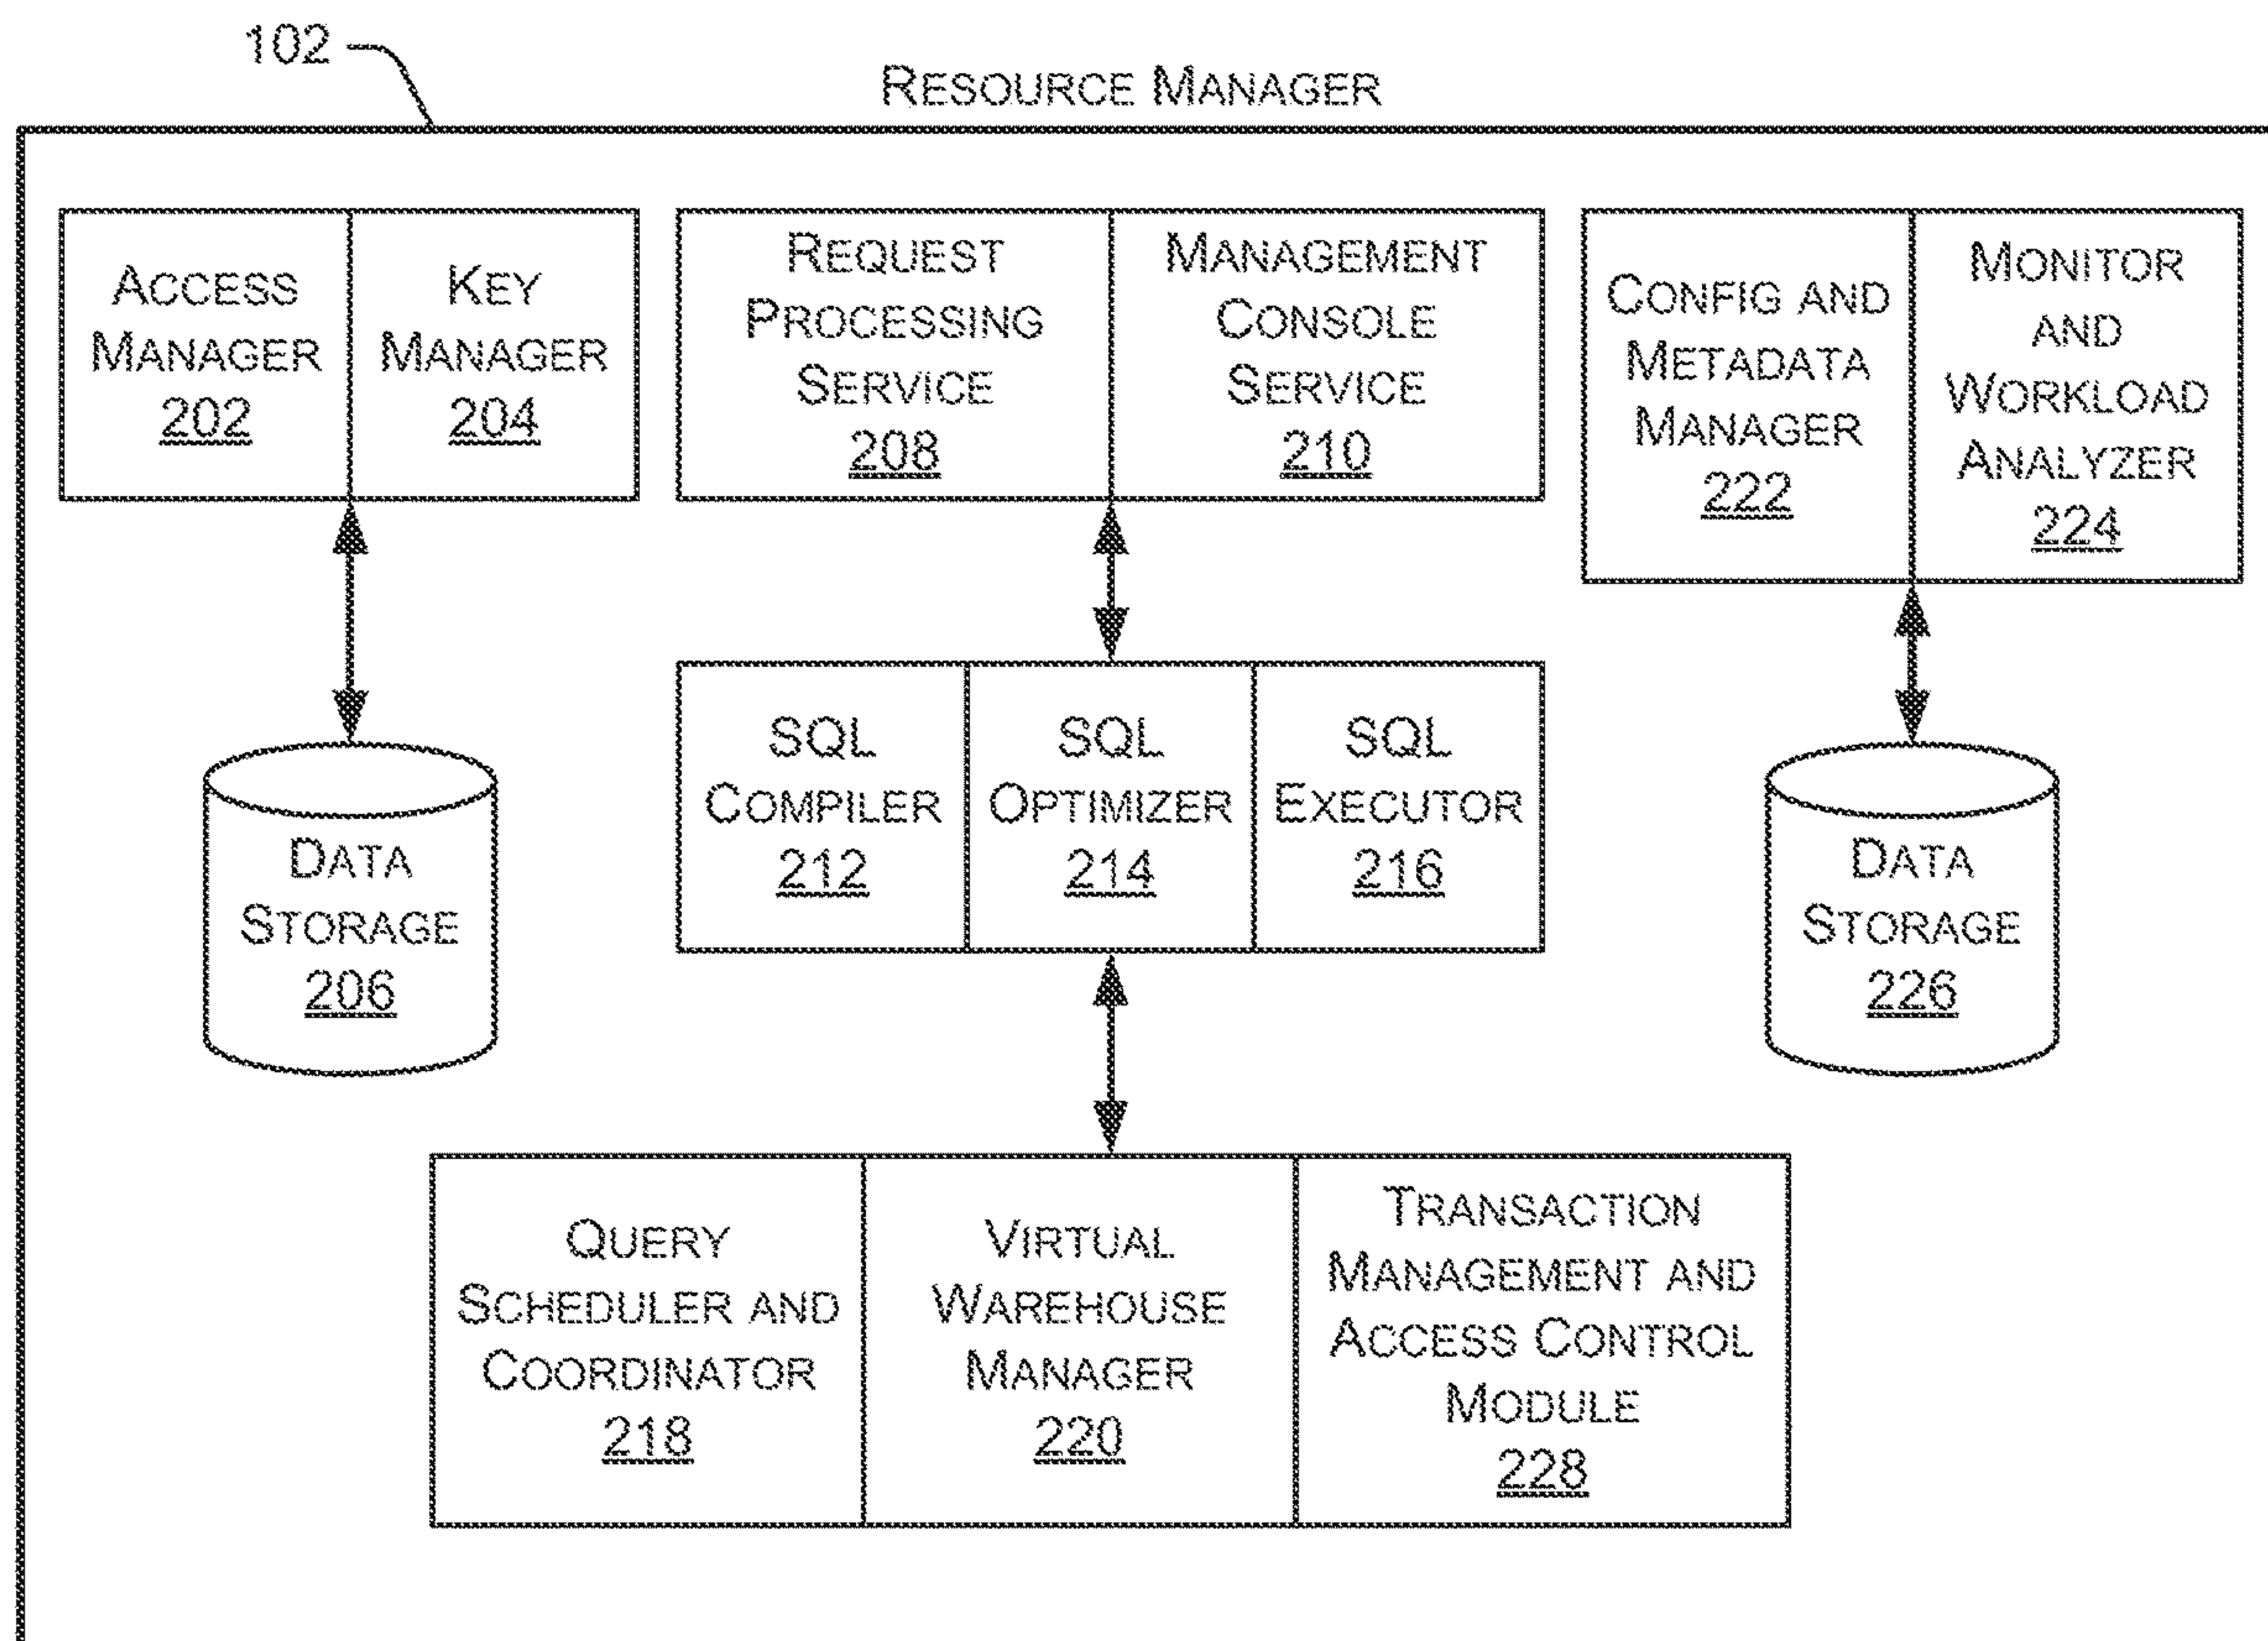 102
RESOURCE MANAGER
ACCESS
MANAGER
202
KEY
MANAGER
204
REQUEST
PROCESSING
SERVICE
208
MANAGEMENT
CONSOLE
SERVICE
210
CONFIG AND
METADATA
MANAGER
222
MONITOR
AND
WORKLOAD
ANALYZER
224
DATA
STORAGE
206
SQL
COMPILER
212
SQL
OPTIMIZER
214
SQL
EXECUTOR
216
DATA
STORAGE
226
QUERY
SCHEDULER AND
COORDINATOR
218
VIRTUAL
WAREHOUSE
MANAGER
220
TRANSACTION
MANAGEMENT AND
ACCESS CONTROL
MODULE
228